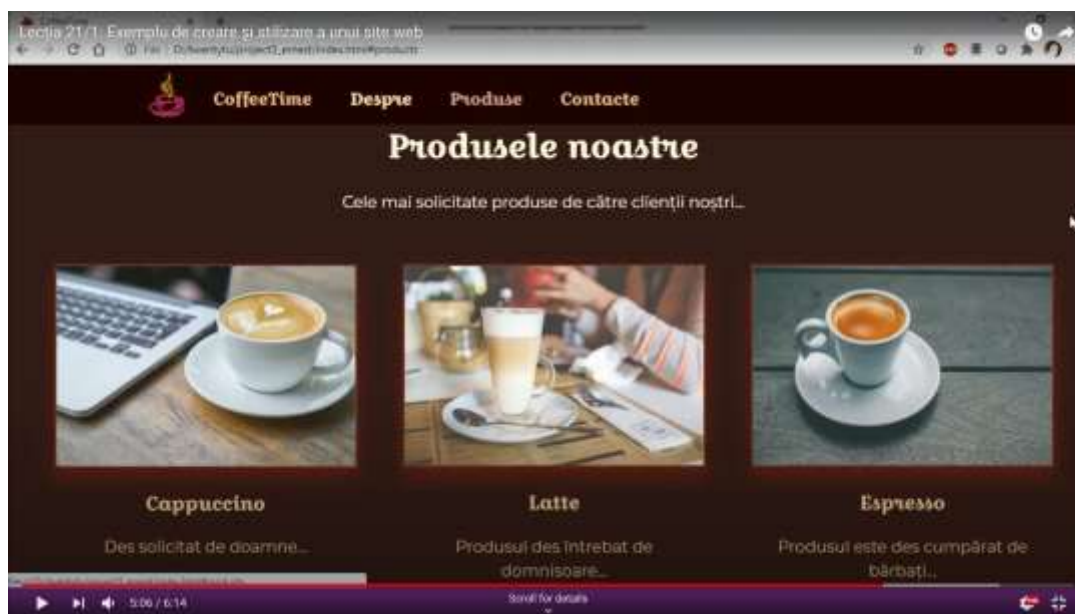 Lecția 21/1. Exemplu de creare și stilizare a unui site web
CoffeeTime Despre Produse Contacte
Produsele noastre
Cele mai solicitate produse de către clienții noștri...
Cappuccino
Des solicitat de doamne...
Latte
Produsul des întrebat de
domnisoare...
Espresso
Produsul este des cumpărat de
bărbați...
5:06 / 6:14
Scroll for details